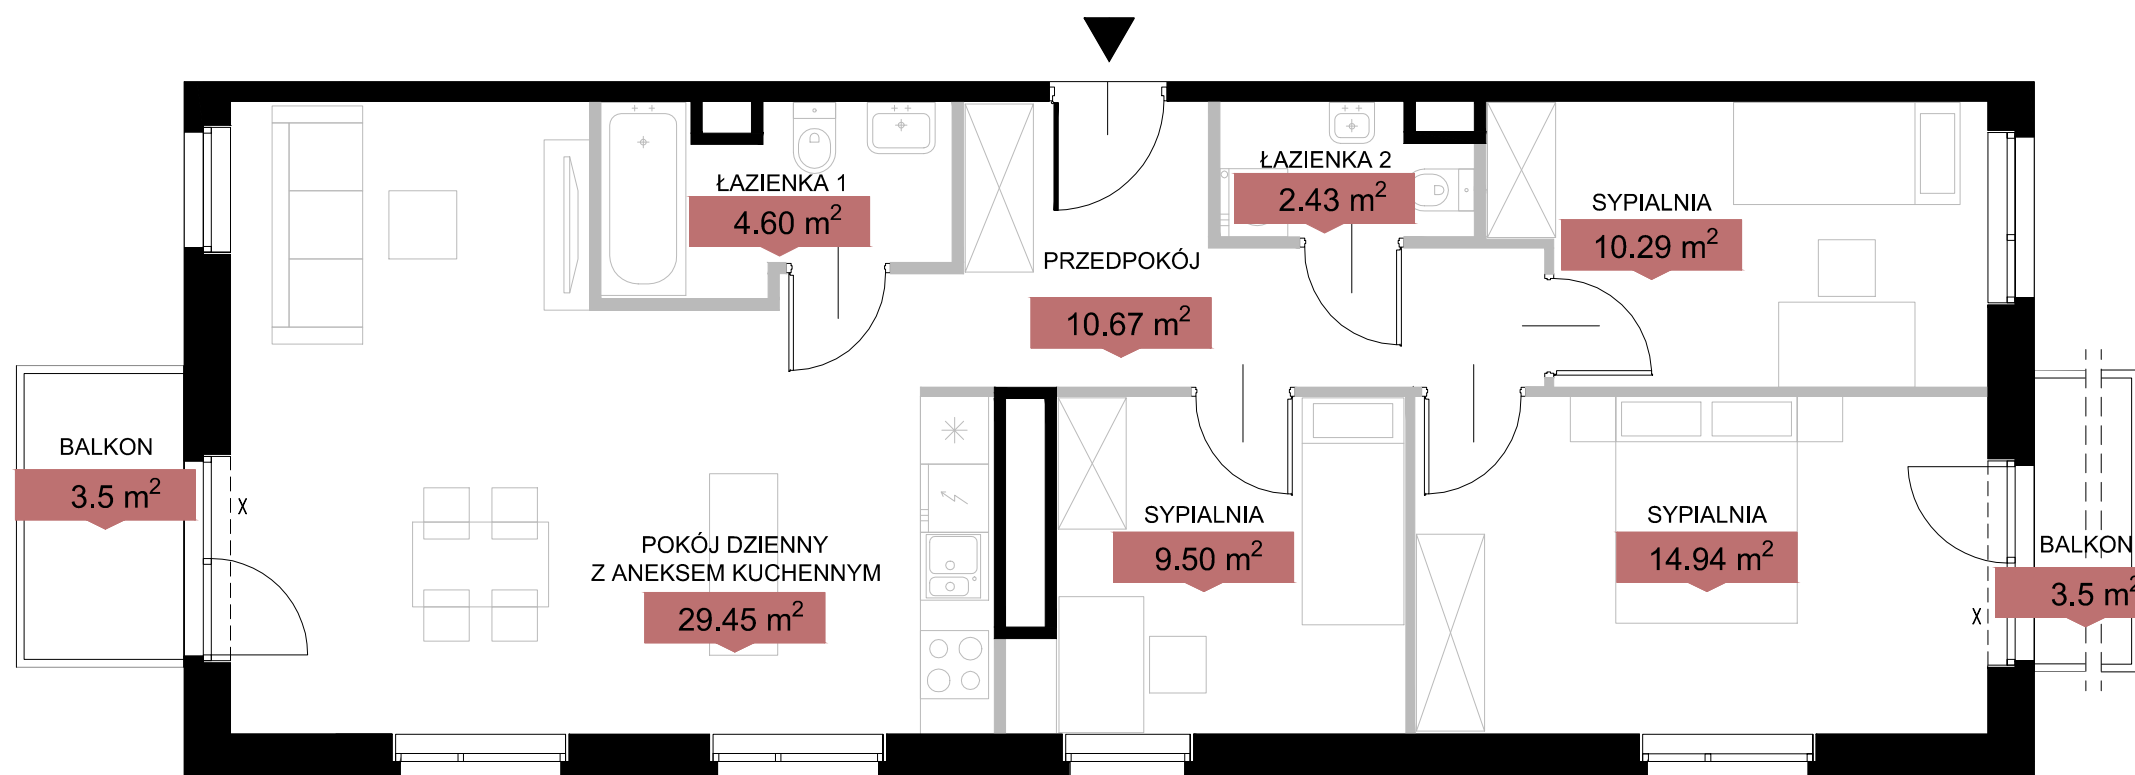 ŁAZIENKA 1
4.60 m²
ŁAZIENKA 2
2.43 m²
SYPIALNIA
10.29 m²
PRZEDPOKÓJ
10.67 m²
BALKON
3.5 m²
x
POKÓJ DZIENNY
Z ANEKSEM KUCHENNYM
29.45 m²
SYPIALNIA
9.50 m²
SYPIALNIA
14.94 m²
BALKON
3.5 m²
x